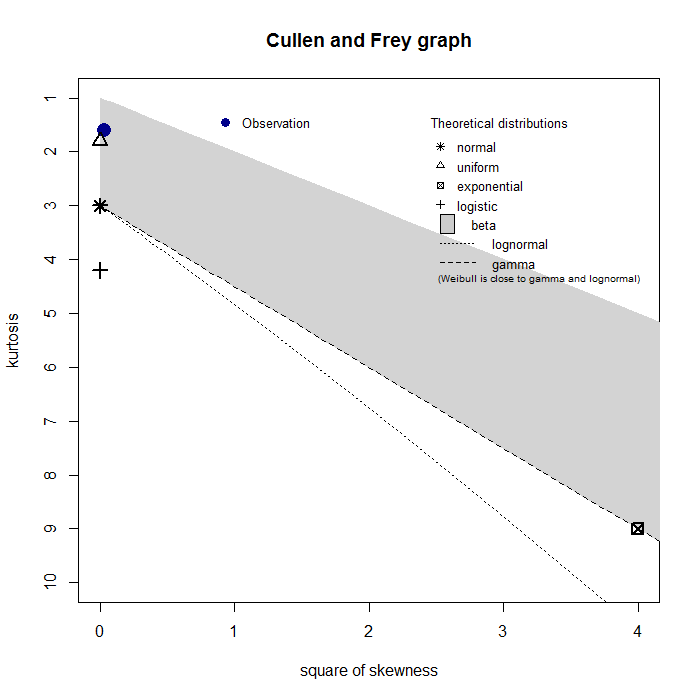 Cullen and Frey graph
Observation
Theoretical distributions
normal
uniform
exponential
logistic
beta
lognormal
gamma
(Weibull is close to gamma and lognormal)
kurtosis
1
2
3
4
5
6
7
8
9
10
0 1 2 3 4
square of skewness